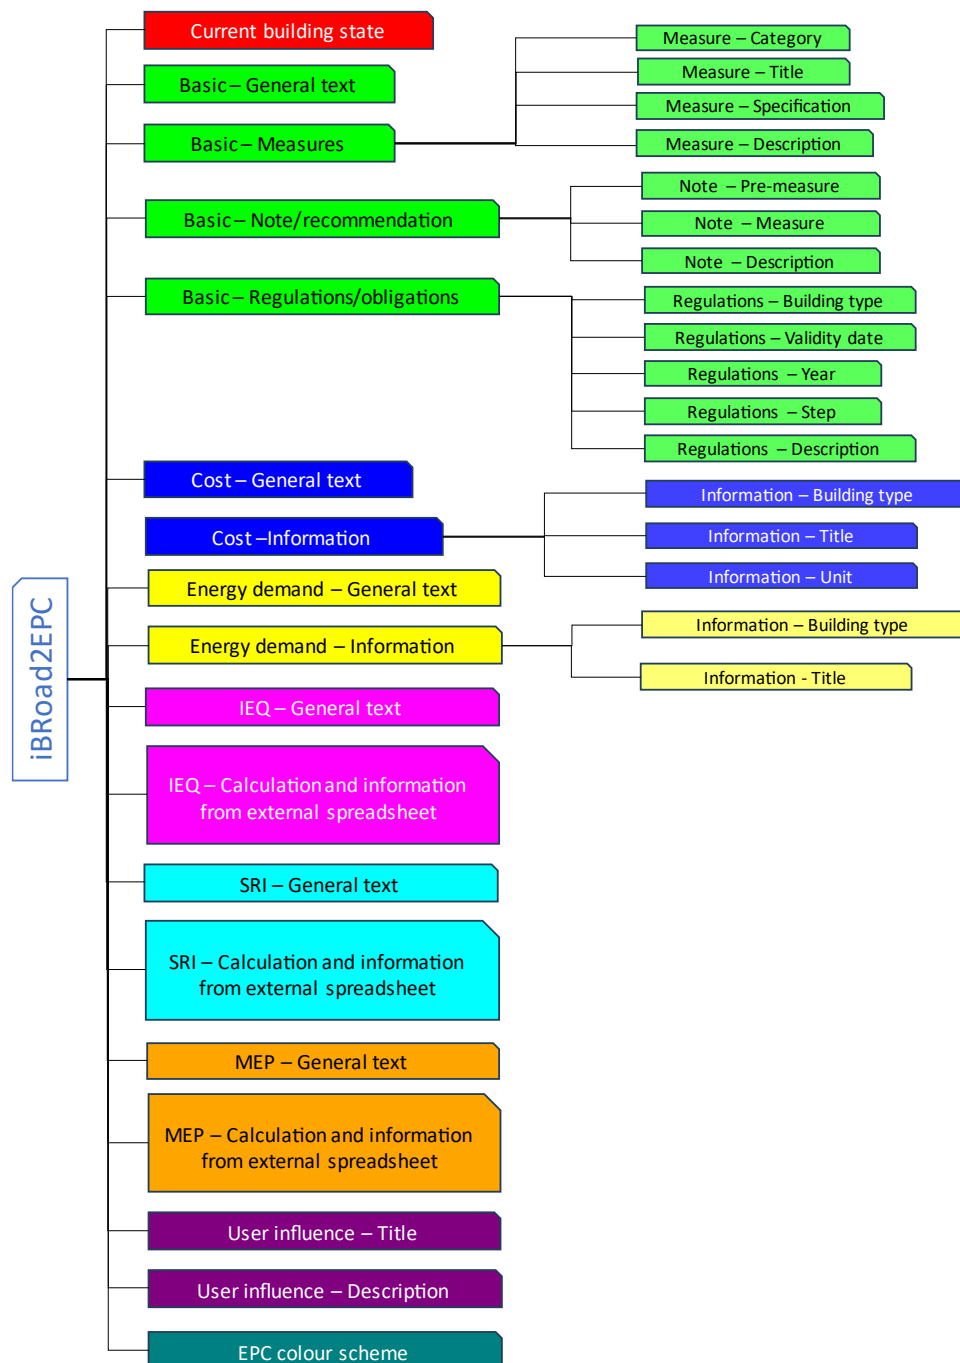 iBRoad2EPC
Current building state
Basic – General text
Basic – Measures
Measure – Category
Measure – Title
Measure – Specification
Measure – Description
Basic – Note/recommendation
Note – Pre-measure
Note – Measure
Note – Description
Basic – Regulations/obligations
Regulations – Building type
Regulations – Validity date
Regulations – Year
Regulations – Step
Regulations – Description
Cost – General text
Cost –Information
Information – Building type
Information – Title
Information – Unit
Energy demand – General text
Energy demand – Information
Information – Building type
Information - Title
IEQ – General text
IEQ – Calculation and information
from external spreadsheet
SRI – General text
SRI – Calculation and information
from external spreadsheet
MEP – General text
MEP – Calculation and information
from external spreadsheet
User influence – Title
User influence – Description
EPC colour scheme